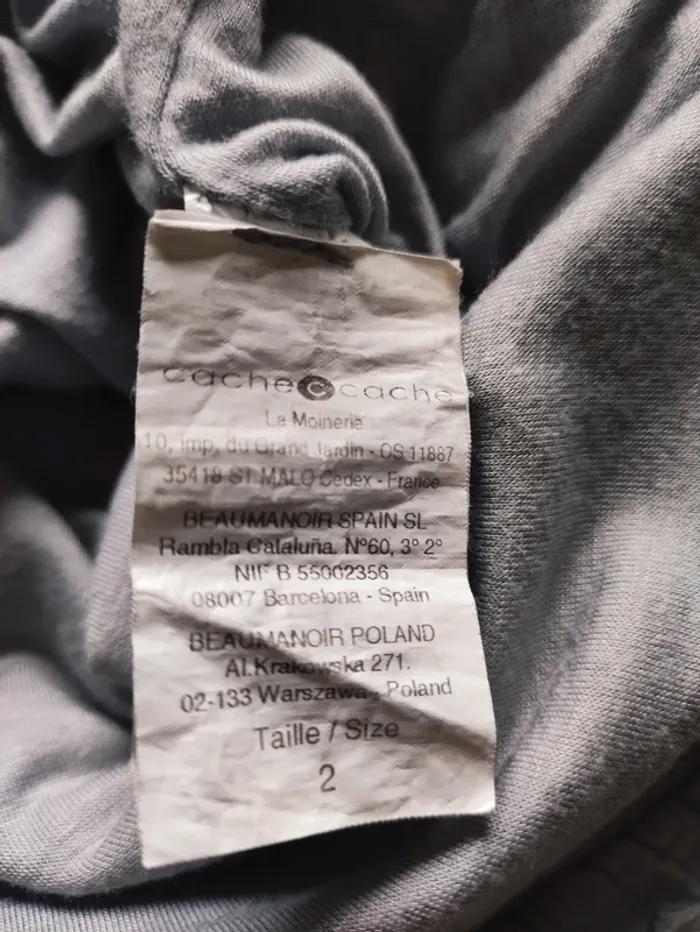 cache c cache
La Moinerie
10, imp. du Grand Jardin - CS 11887
35418 ST MALO Cedex - France
BEAUMANOIR SPAIN SL
Rambla Cataluña. Nº60, 3º 2º
NIF B 55002356
08007 Barcelona - Spain
BEAUMANOIR POLAND
Al.Krakowska 271.
02-133 Warszawa - Poland
Taille / Size
2